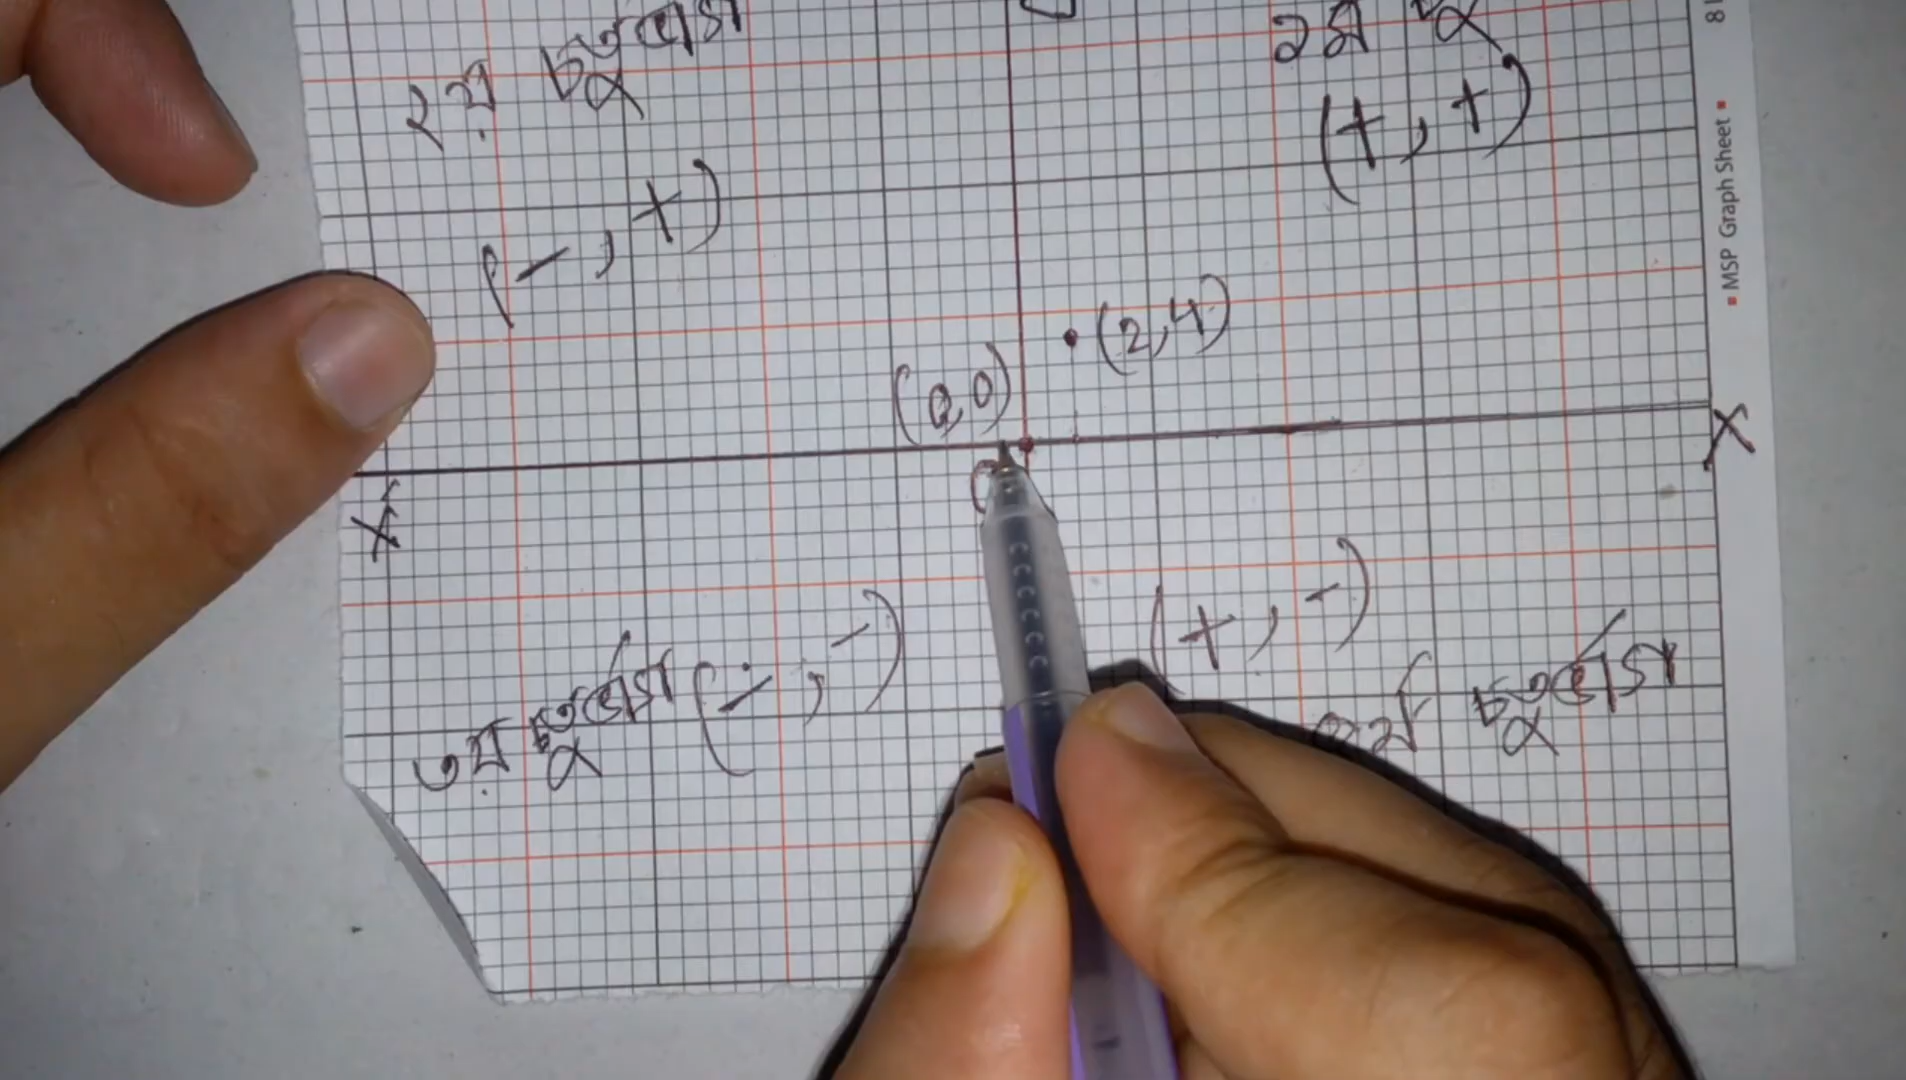 ২য় চতুর্ভাগ
১ম চতু
(+, +)
(-, +)
(2,4)
(0,0)
X
X'
(+, -)
৩য় চতুর্ভাগ (-, -)
৪র্থ চতুর্ভাগ
MSP Graph Sheet